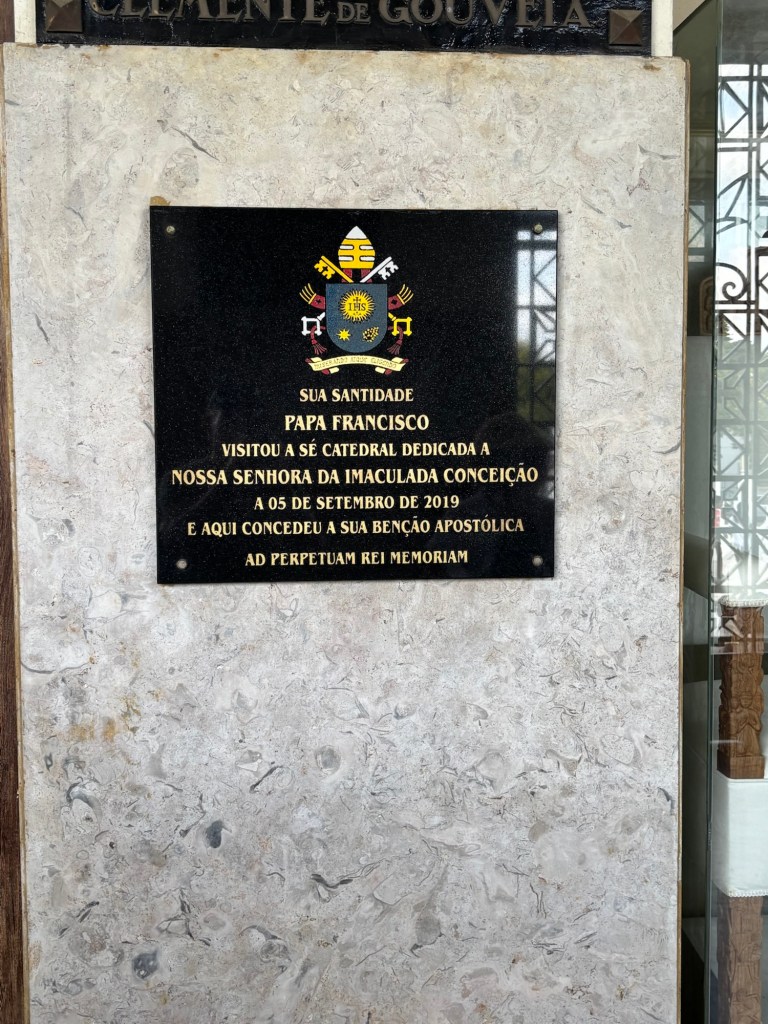 CLEMENTE DE GOUVEIA
IHS
SUA SANTIDADE
PAPA FRANCISCO
VISITOU A SÉ CATEDRAL DEDICADA A
NOSSA SENHORA DA IMACULADA CONCEIÇÃO
A 05 DE SETEMBRO DE 2019
E AQUI CONCEDEU A SUA BENÇÃO APOSTÓLICA
AD PERPETUAM REI MEMORIAM